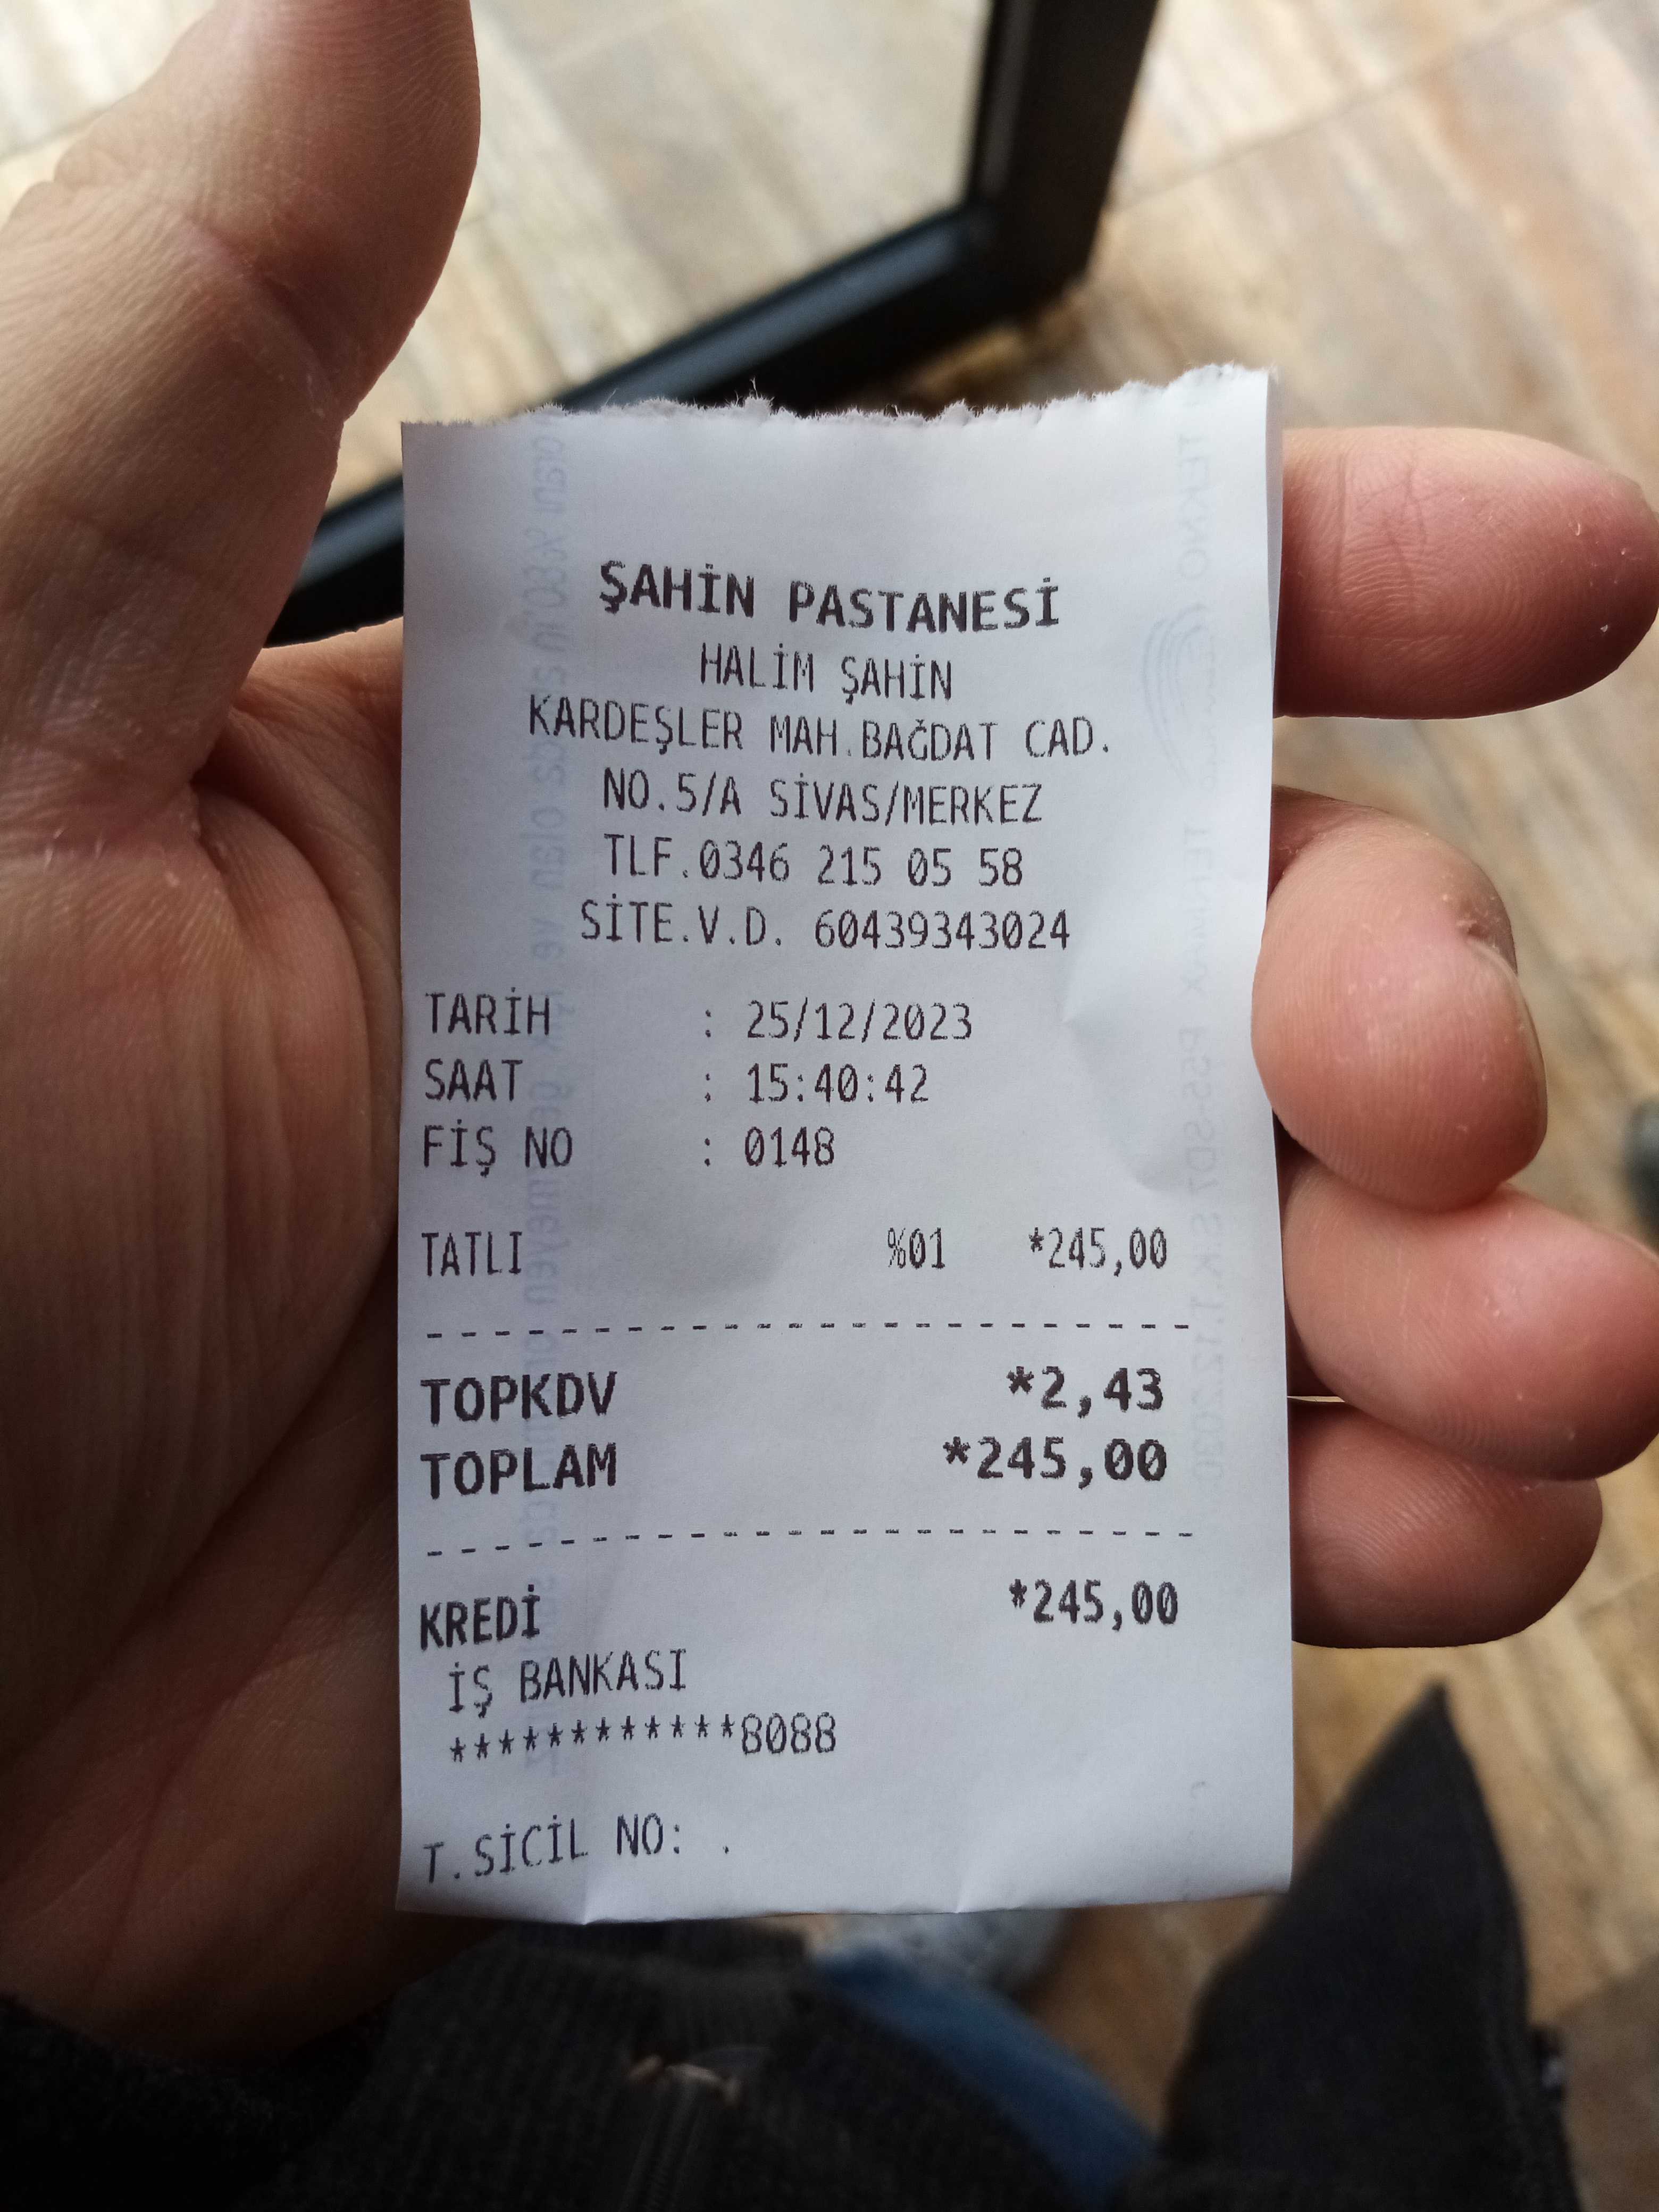 ŞAHİN PASTANESİ
HALİM ŞAHİN
KARDEŞLER MAH.BAĞDAT CAD.
NO.5/A SİVAS/MERKEZ
TLF.0346 215 05 58
SİTE.V.D. 60439343024
TARİH : 25/12/2023
SAAT : 15:40:42
FİŞ NO : 0148
TATLI %01 *245,00
TOPKDV *2,43
TOPLAM *245,00
KREDİ *245,00
İŞ BANKASI
************8088
T.SİCİL NO: .